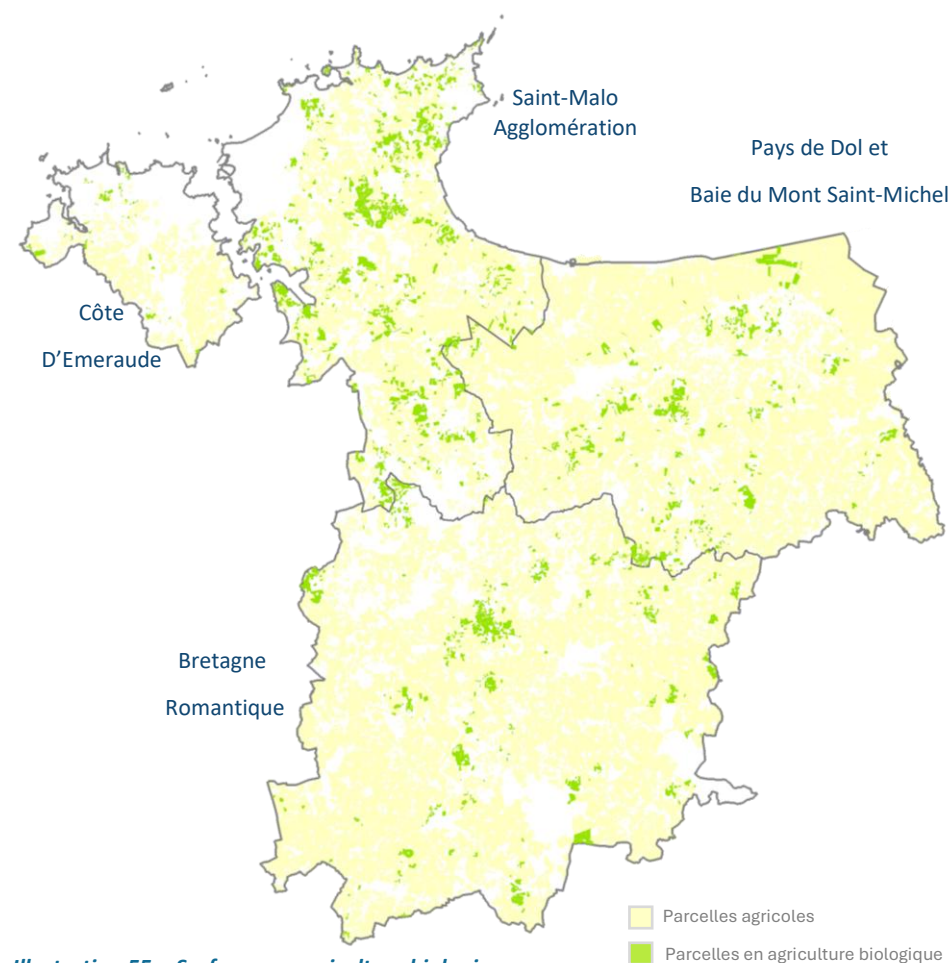 Saint-Malo
Agglomération
Pays de Dol et
Baie du Mont Saint-Michel
Côte
D'Emeraude
Bretagne
Romantique
Parcelles agricoles
Parcelles en agriculture biologique